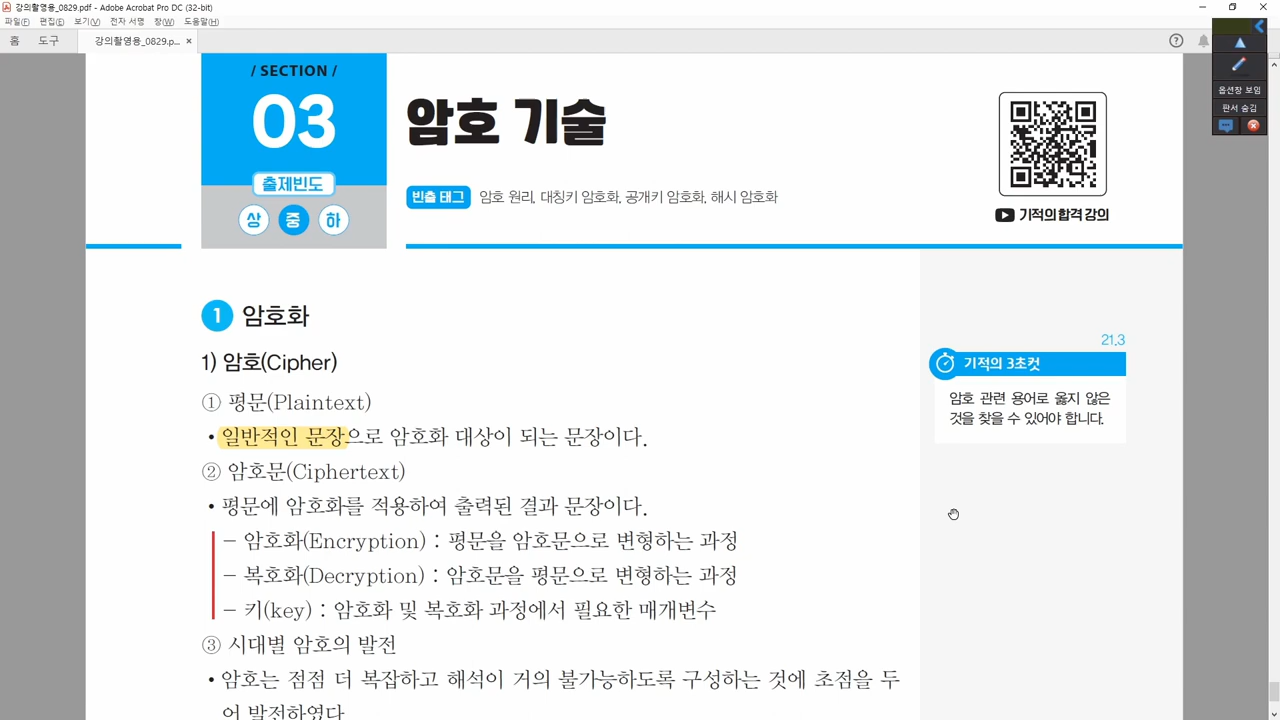 강의촬영용_0829.pdf - Adobe Acrobat Pro DC (32-bit)
파일(F) 편집(E) 보기(V) 전자 서명 창(W) 도움말(H)
홈 도구 강의촬영용_0829.p... ×
옵션창 보임
판서 숨김
/ SECTION /
03
출제빈도
상 중 하
암호 기술
빈출 태그 암호 원리, 대칭키 암호화, 공개키 암호화, 해시 암호화
기적의 합격 강의
1 암호화
1) 암호(Cipher)
① 평문(Plaintext)
• 일반적인 문장으로 암호화 대상이 되는 문장이다.
② 암호문(Ciphertext)
• 평문에 암호화를 적용하여 출력된 결과 문장이다.
– 암호화(Encryption) : 평문을 암호문으로 변형하는 과정
– 복호화(Decryption) : 암호문을 평문으로 변형하는 과정
– 키(key) : 암호화 및 복호화 과정에서 필요한 매개변수
③ 시대별 암호의 발전
• 암호는 점점 더 복잡하고 해석이 거의 불가능하도록 구성하는 것에 초점을 두
어 발전하였다
21.3
기적의 3초컷
암호 관련 용어로 옳지 않은
것을 찾을 수 있어야 합니다.